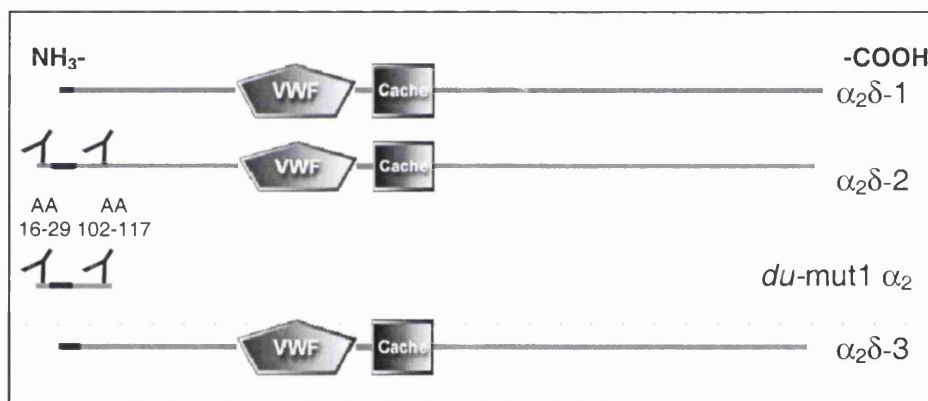 NH₃- -COOH
VWF Cache α₂δ-1
VWF Cache α₂δ-2
AA AA
16-29 102-117
du-mut1 α₂
VWF Cache α₂δ-3